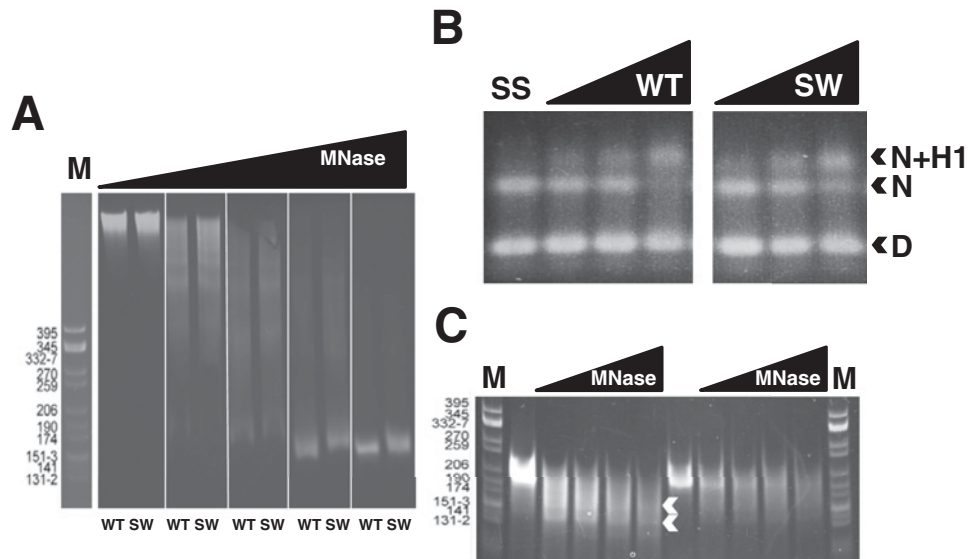 A
M
MNase
395
345
332-7
270
259
206
190
174
151-3
141
131-2
WT SW WT SW WT SW WT SW WT SW
B
SS WT SW
N+H1
N
D
C
M MNase MNase M
395
345
332-7
270
259
206
190
174
151-3
141
131-2